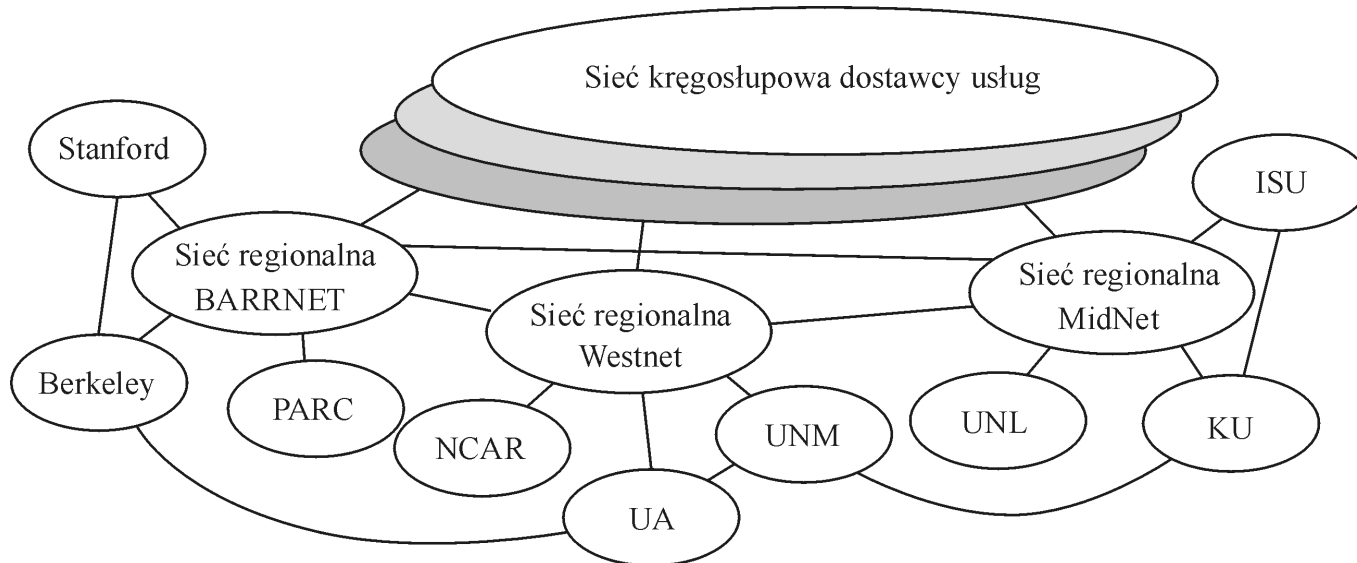 Sieć kręgosłupowa dostawcy usług
Stanford
ISU
Sieć regionalna
BARRNET
Sieć regionalna
MidNet
Sieć regionalna
Westnet
Berkeley
PARC
NCAR
UNM
UNL
KU
UA